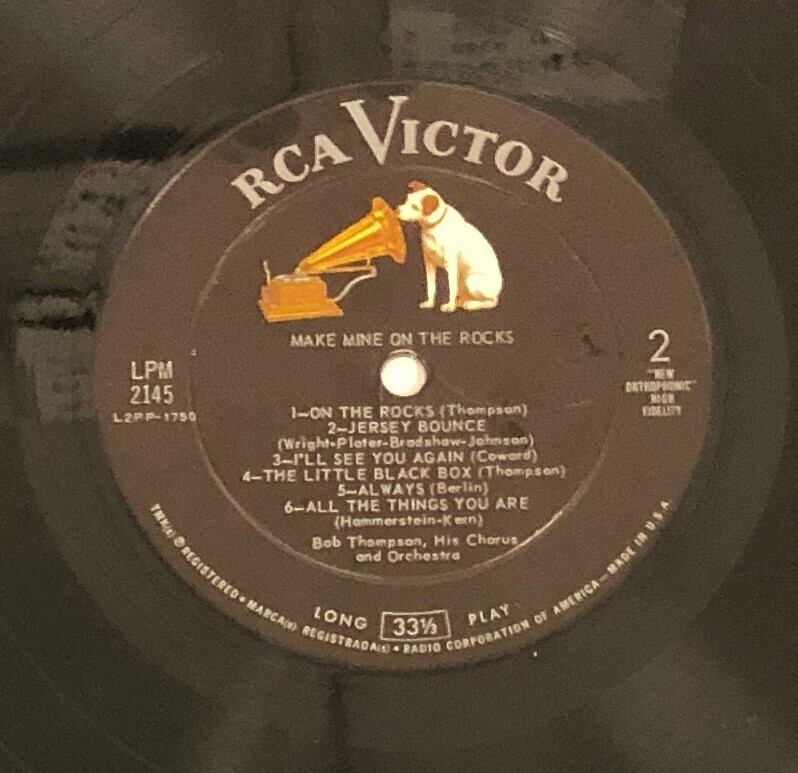 RCA VICTOR
MAKE MINE ON THE ROCKS
LPM
2145
L2PP-1750
2
"NEW
ORTHOPHONIC"
HIGH
FIDELITY
1—ON THE ROCKS (Thompson)
2—JERSEY BOUNCE
(Wright-Plater-Bradshaw-Johnson)
3—I'LL SEE YOU AGAIN (Coward)
4—THE LITTLE BLACK BOX (Thompson)
5—ALWAYS (Berlin)
6—ALL THE THINGS YOU ARE
(Hammerstein-Kern)
Bob Thompson, His Chorus
and Orchestra
LONG 33⅓ PLAY
TMK(s) ® REGISTERED • MARCA(s) REGISTRADA(s) • RADIO CORPORATION OF AMERICA—MADE IN U.S.A.